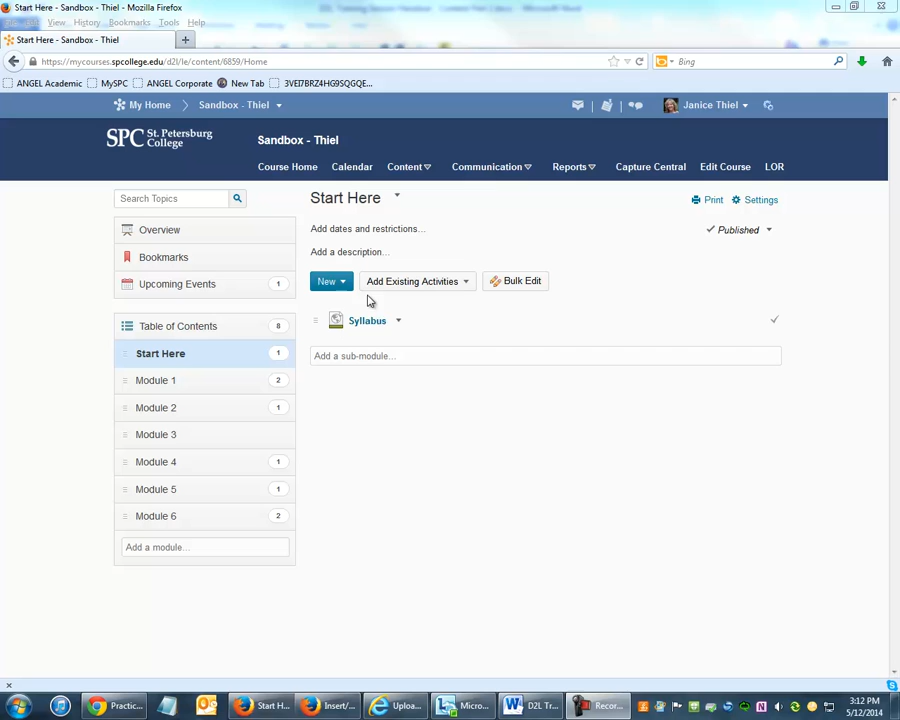 Start Here - Sandbox - Thiel - Mozilla Firefox
View History Bookmarks Tools Help
Start Here - Sandbox - Thiel
https://mycourses.spcollege.edu/d2l/le/content/6859/Home
Bing
ANGEL Academic MySPC ANGEL Corporate New Tab 3VEI7BRZ4H9SQGQE...
My Home Sandbox - Thiel Janice Thiel
SPC St. Petersburg College
Sandbox - Thiel
Course Home Calendar Content Communication Reports Capture Central Edit Course LOR
Search Topics
Start Here
Print Settings
Overview
Add dates and restrictions...
Published
Bookmarks
Add a description...
Upcoming Events 1
New Add Existing Activities Bulk Edit
Table of Contents 8
Syllabus
Start Here 1
Add a sub-module...
Module 1 2
Module 2 1
Module 3
Module 4 1
Module 5 1
Module 6 2
Add a module...
Practic... Start H... Insert/... Uploa... Micro... D2L Tr... Recor...
3:12 PM
5/12/2014